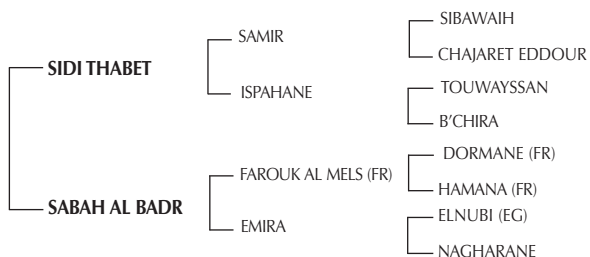 SIBAWAIH
SAMIR
CHAJARET EDDOUR
SIDI THABET
TOUWAYSSAN
ISPAHANE
B'CHIRA
DORMANE (FR)
FAROUK AL MELS (FR)
HAMANA (FR)
SABAH AL BADR
ELNUBI (EG)
EMIRA
NAGHARANE